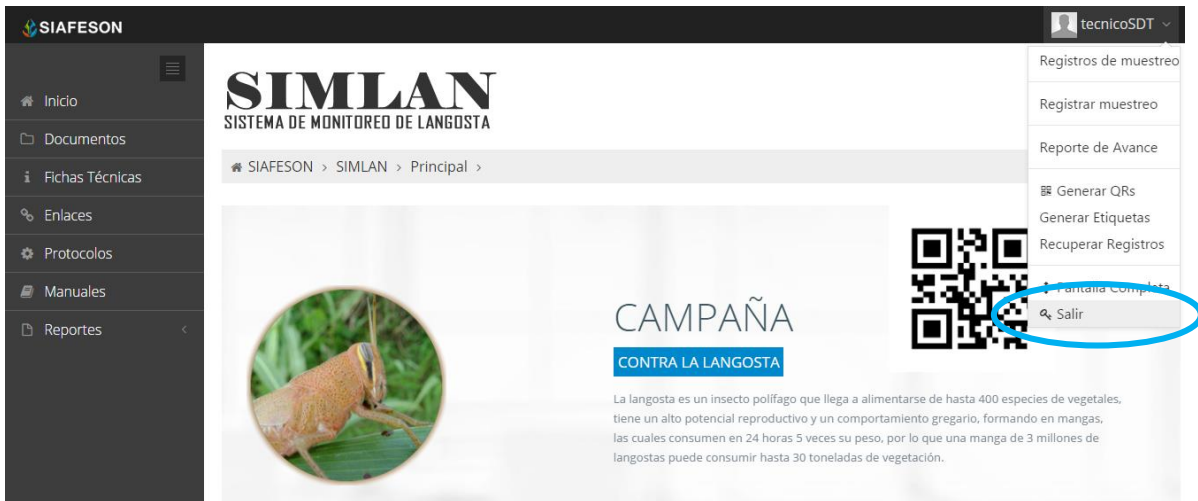 SIAFESON
tecnicoSDT
Inicio
Documentos
Fichas Técnicas
Enlaces
Protocolos
Manuales
Reportes
SIMLAN
SISTEMA DE MONITOREO DE LANGOSTA
SIAFESON > SIMLAN > Principal >
Registros de muestreo
Registrar muestreo
Reporte de Avance
Generar QRs
Generar Etiquetas
Recuperar Registros
Pantalla Completa
Salir
CAMPAÑA
CONTRA LA LANGOSTA
La langosta es un insecto polífago que llega a alimentarse de hasta 400 especies de vegetales,
tiene un alto potencial reproductivo y un comportamiento gregario, formando en mangas,
las cuales consumen en 24 horas 5 veces su peso, por lo que una manga de 3 millones de
langostas puede consumir hasta 30 toneladas de vegetación.